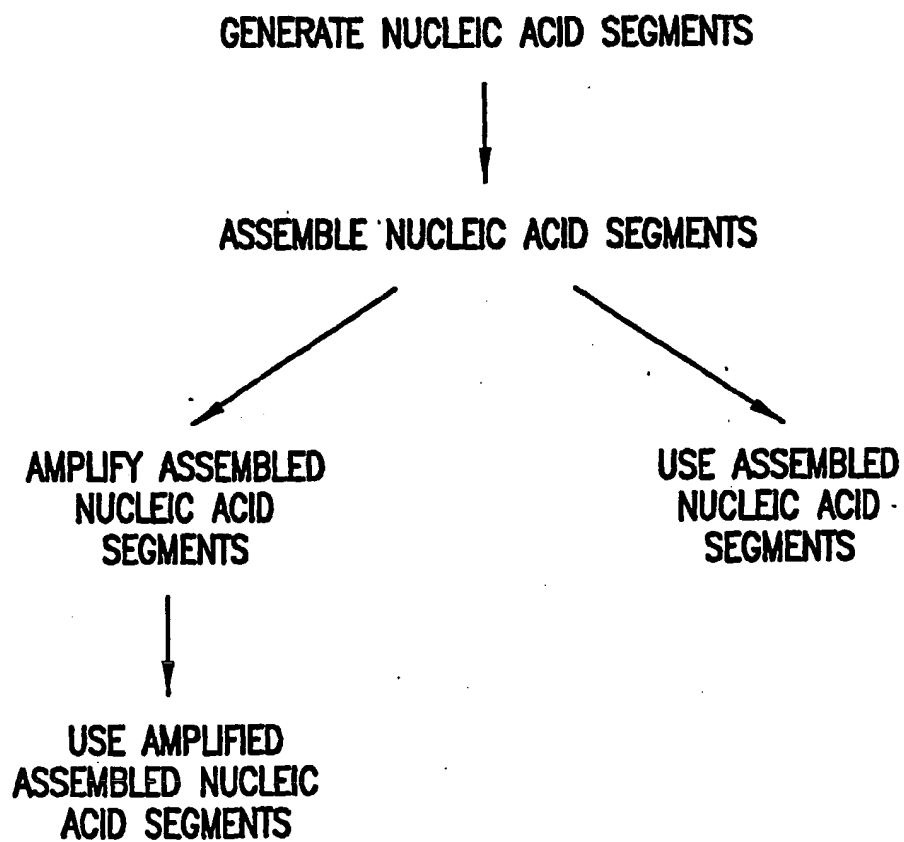 GENERATE NUCLEIC ACID SEGMENTS
ASSEMBLE NUCLEIC ACID SEGMENTS
AMPLIFY ASSEMBLED
NUCLEIC ACID
SEGMENTS
USE ASSEMBLED
NUCLEIC ACID
SEGMENTS
USE AMPLIFIED
ASSEMBLED NUCLEIC
ACID SEGMENTS